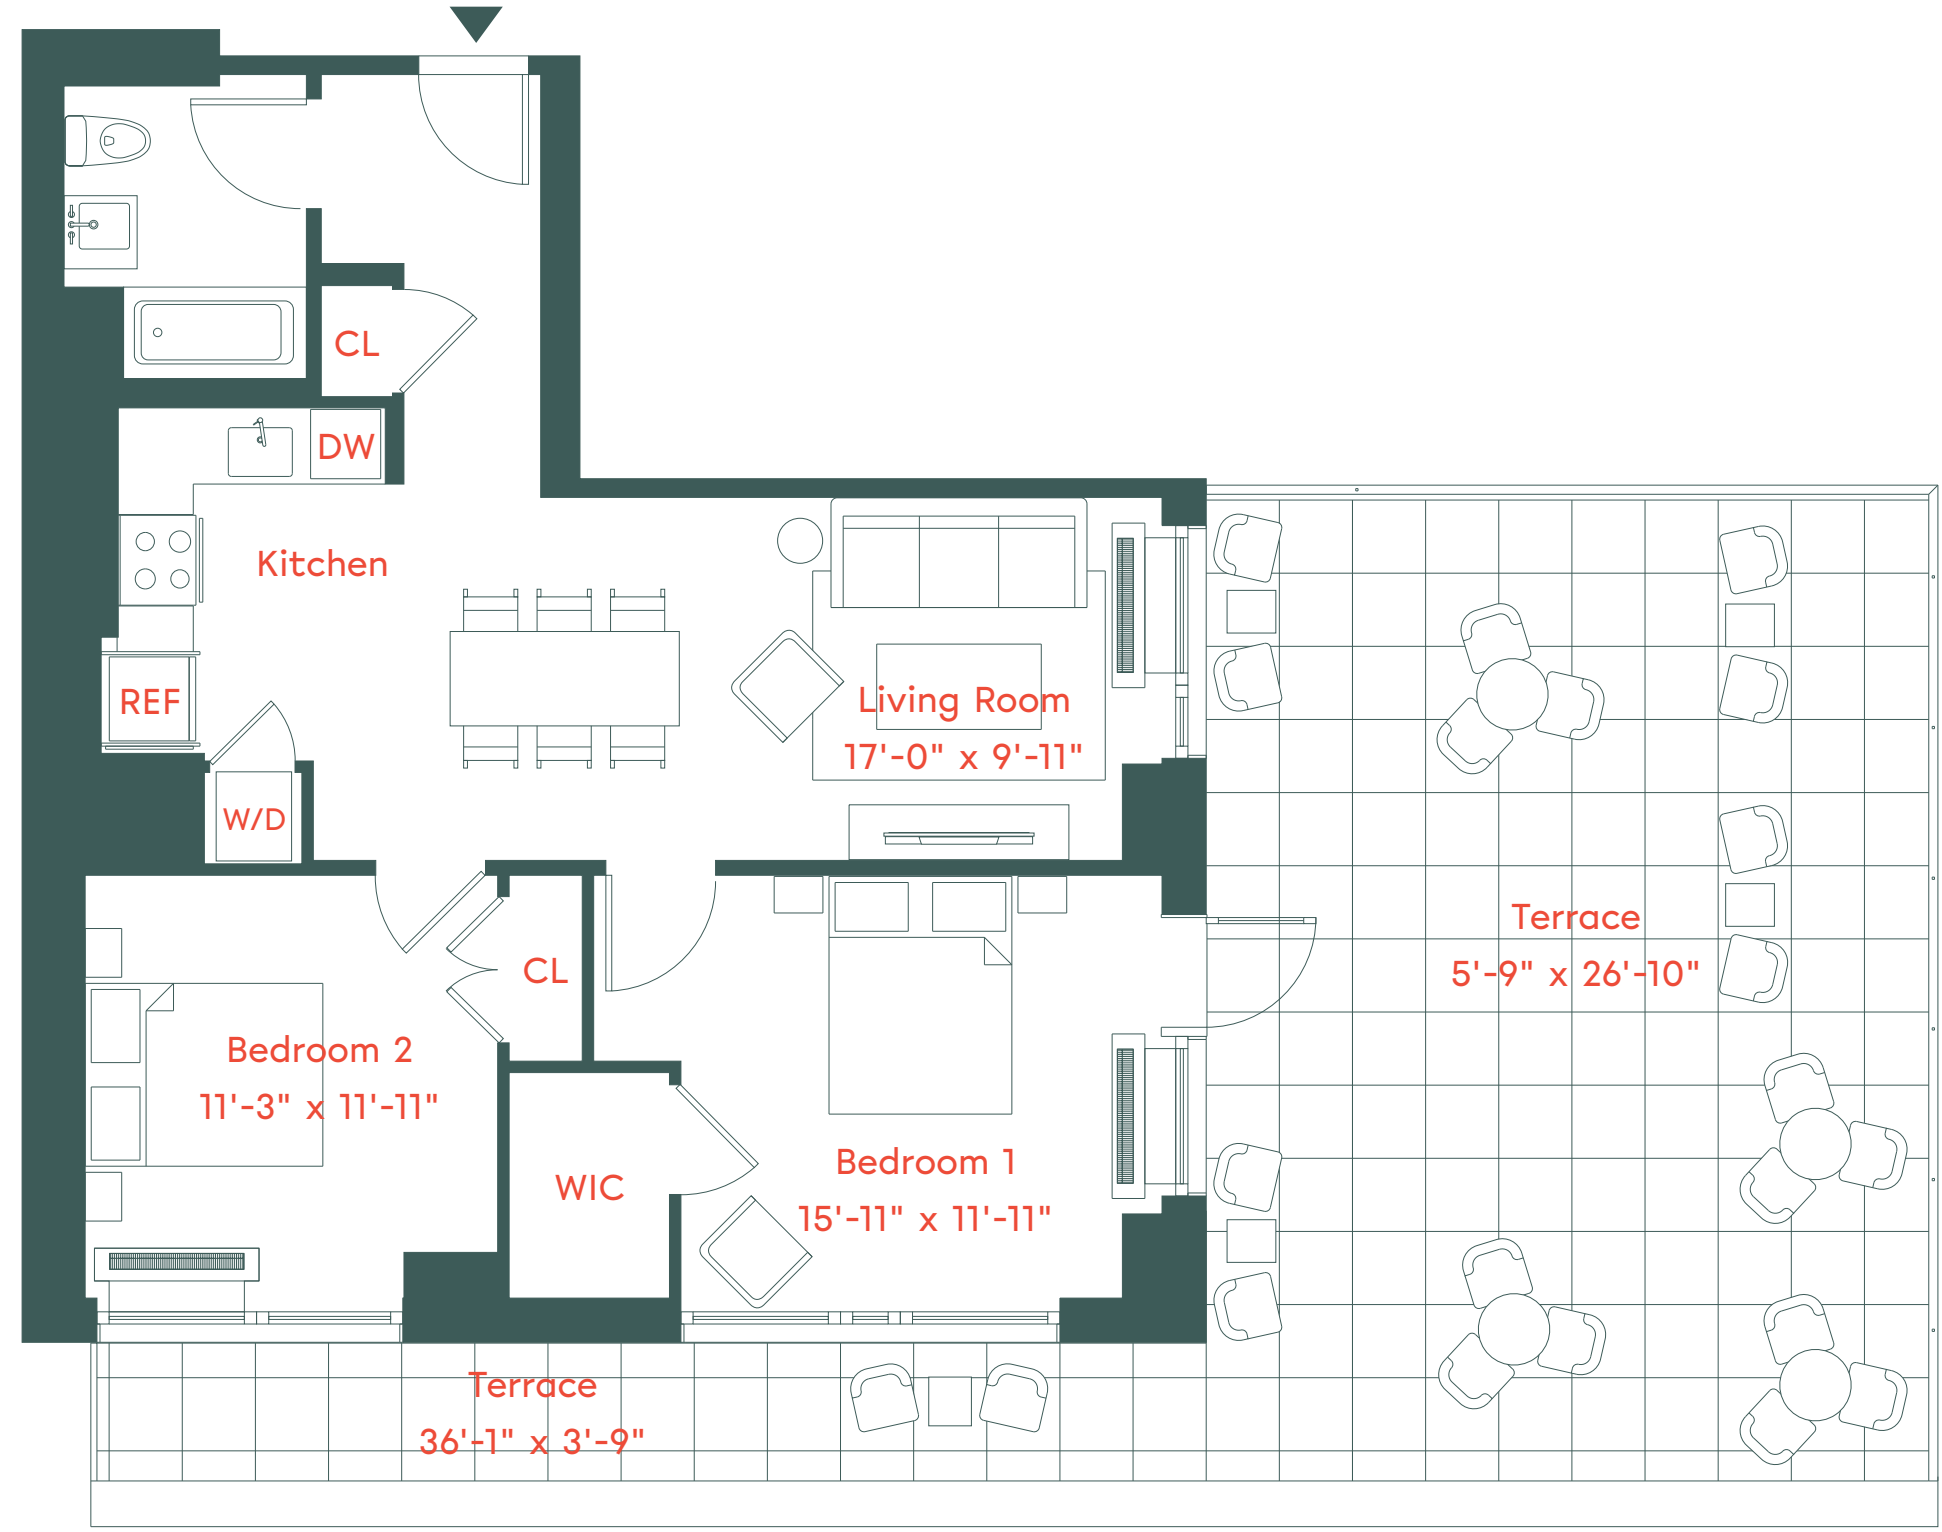 CL
DW
Kitchen
REF
Living Room
17'-0" x 9'-11"
W/D
CL
Terrace
5'-9" x 26'-10"
Bedroom 2
11'-3" x 11'-11"
WIC
Bedroom 1
15'-11" x 11'-11"
Terrace
36'-1" x 3'-9"